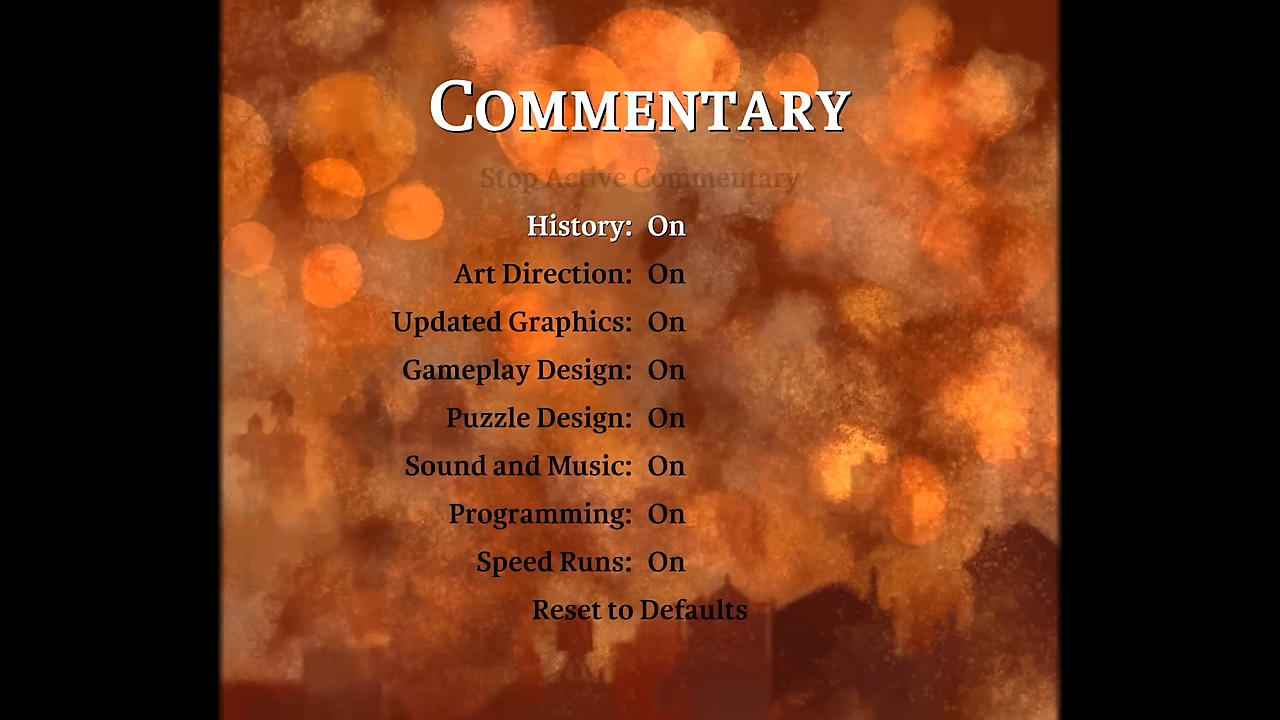 Commentary
Stop Active Commentary
History: On
Art Direction: On
Updated Graphics: On
Gameplay Design: On
Puzzle Design: On
Sound and Music: On
Programming: On
Speed Runs: On
Reset to Defaults